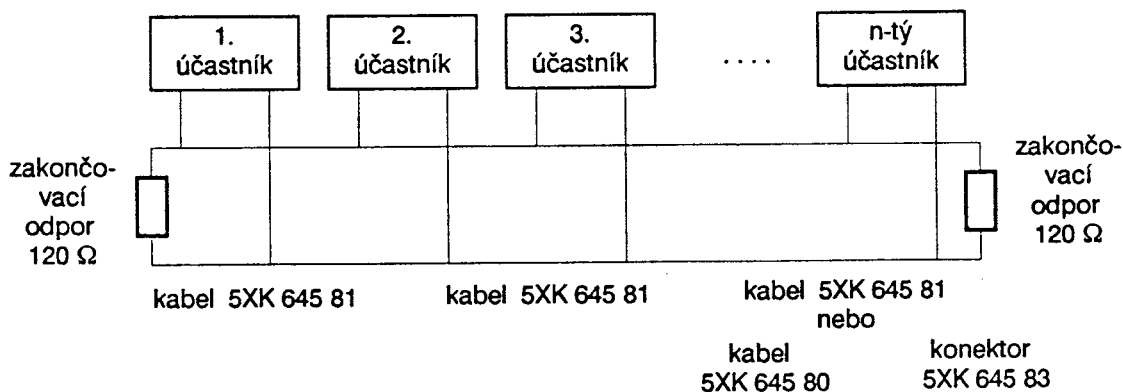 1.
účastník
2.
účastník
3.
účastník
. . . .
n-tý
účastník
zakončo-
vací
odpor
120 Ω
zakončo-
vací
odpor
120 Ω
kabel 5XK 645 81
kabel 5XK 645 81
kabel 5XK 645 81
nebo
kabel
5XK 645 80
konektor
5XK 645 83